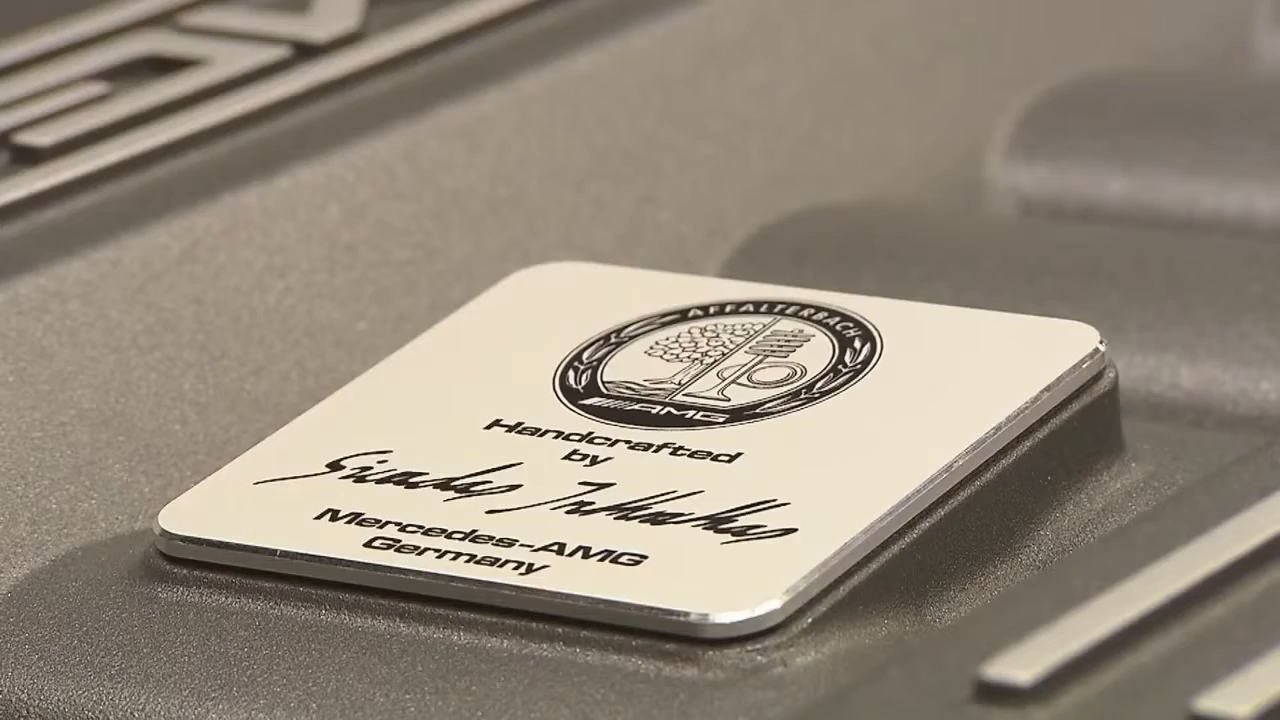 AFFALTERBACH
AMG
Handcrafted
by
Mercedes-AMG
Germany